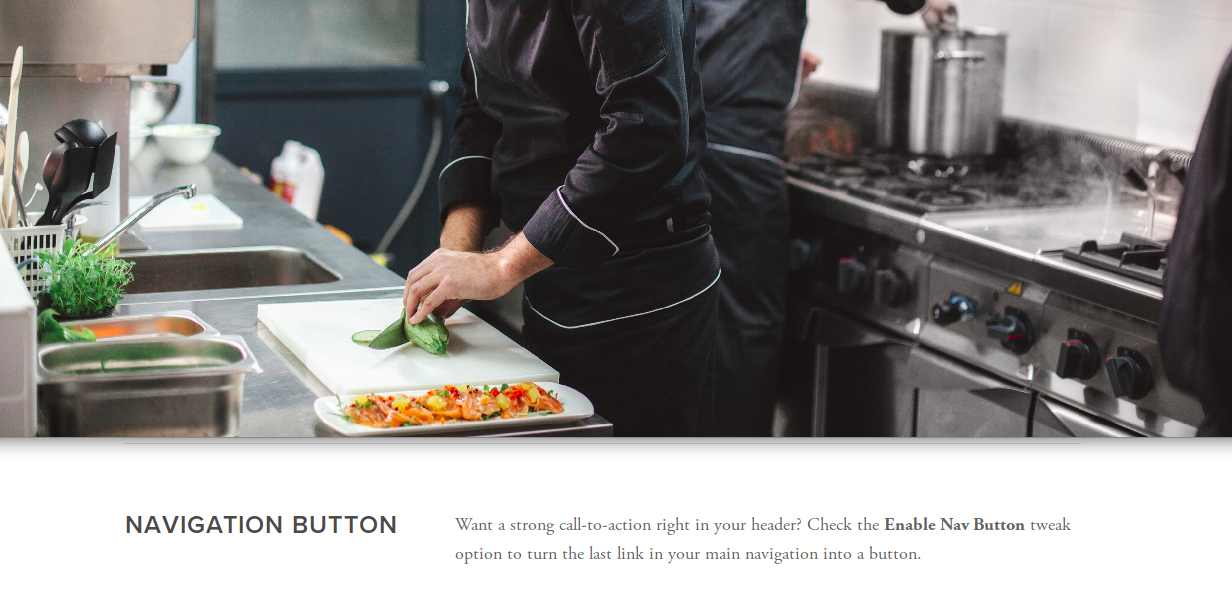 NAVIGATION BUTTON
Want a strong call-to-action right in your header? Check the Enable Nav Button tweak
option to turn the last link in your main navigation into a button.